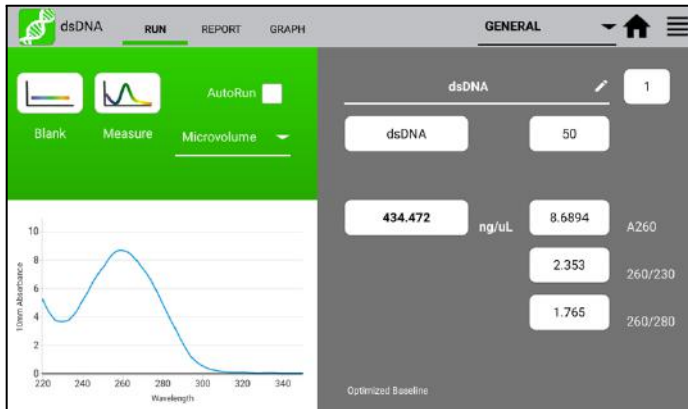 dsDNA RUN REPORT GRAPH GENERAL
AutoRun
Blank Measure Microvolume
10
8
6
4
2
0
10mm Absorbance
220 240 260 280 300 320 340
Wavelength
dsDNA 1
dsDNA 50
434.472 ng/uL 8.6894 A260
2.353 260/230
1.765 260/280
Optimized Baseline